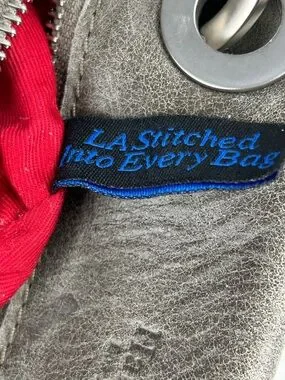 LA Stitched
Into Every Bag